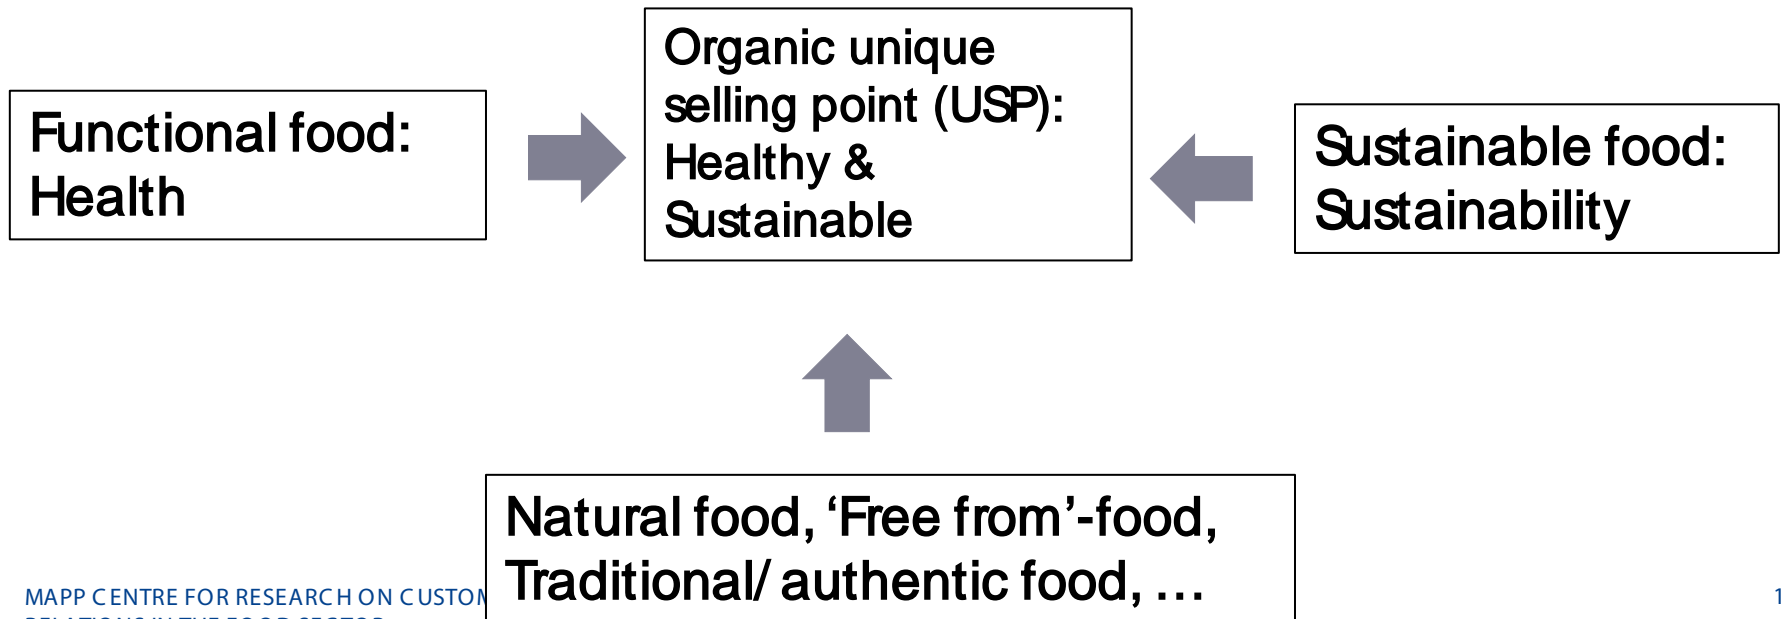 Organic unique
selling point (USP):
Healthy &
Sustainable
Functional food:
Health
Sustainable food:
Sustainability
Natural food, ‘Free from’-food,
Traditional/ authentic food, …
MAPP CENTRE FOR RESEARCH ON
1